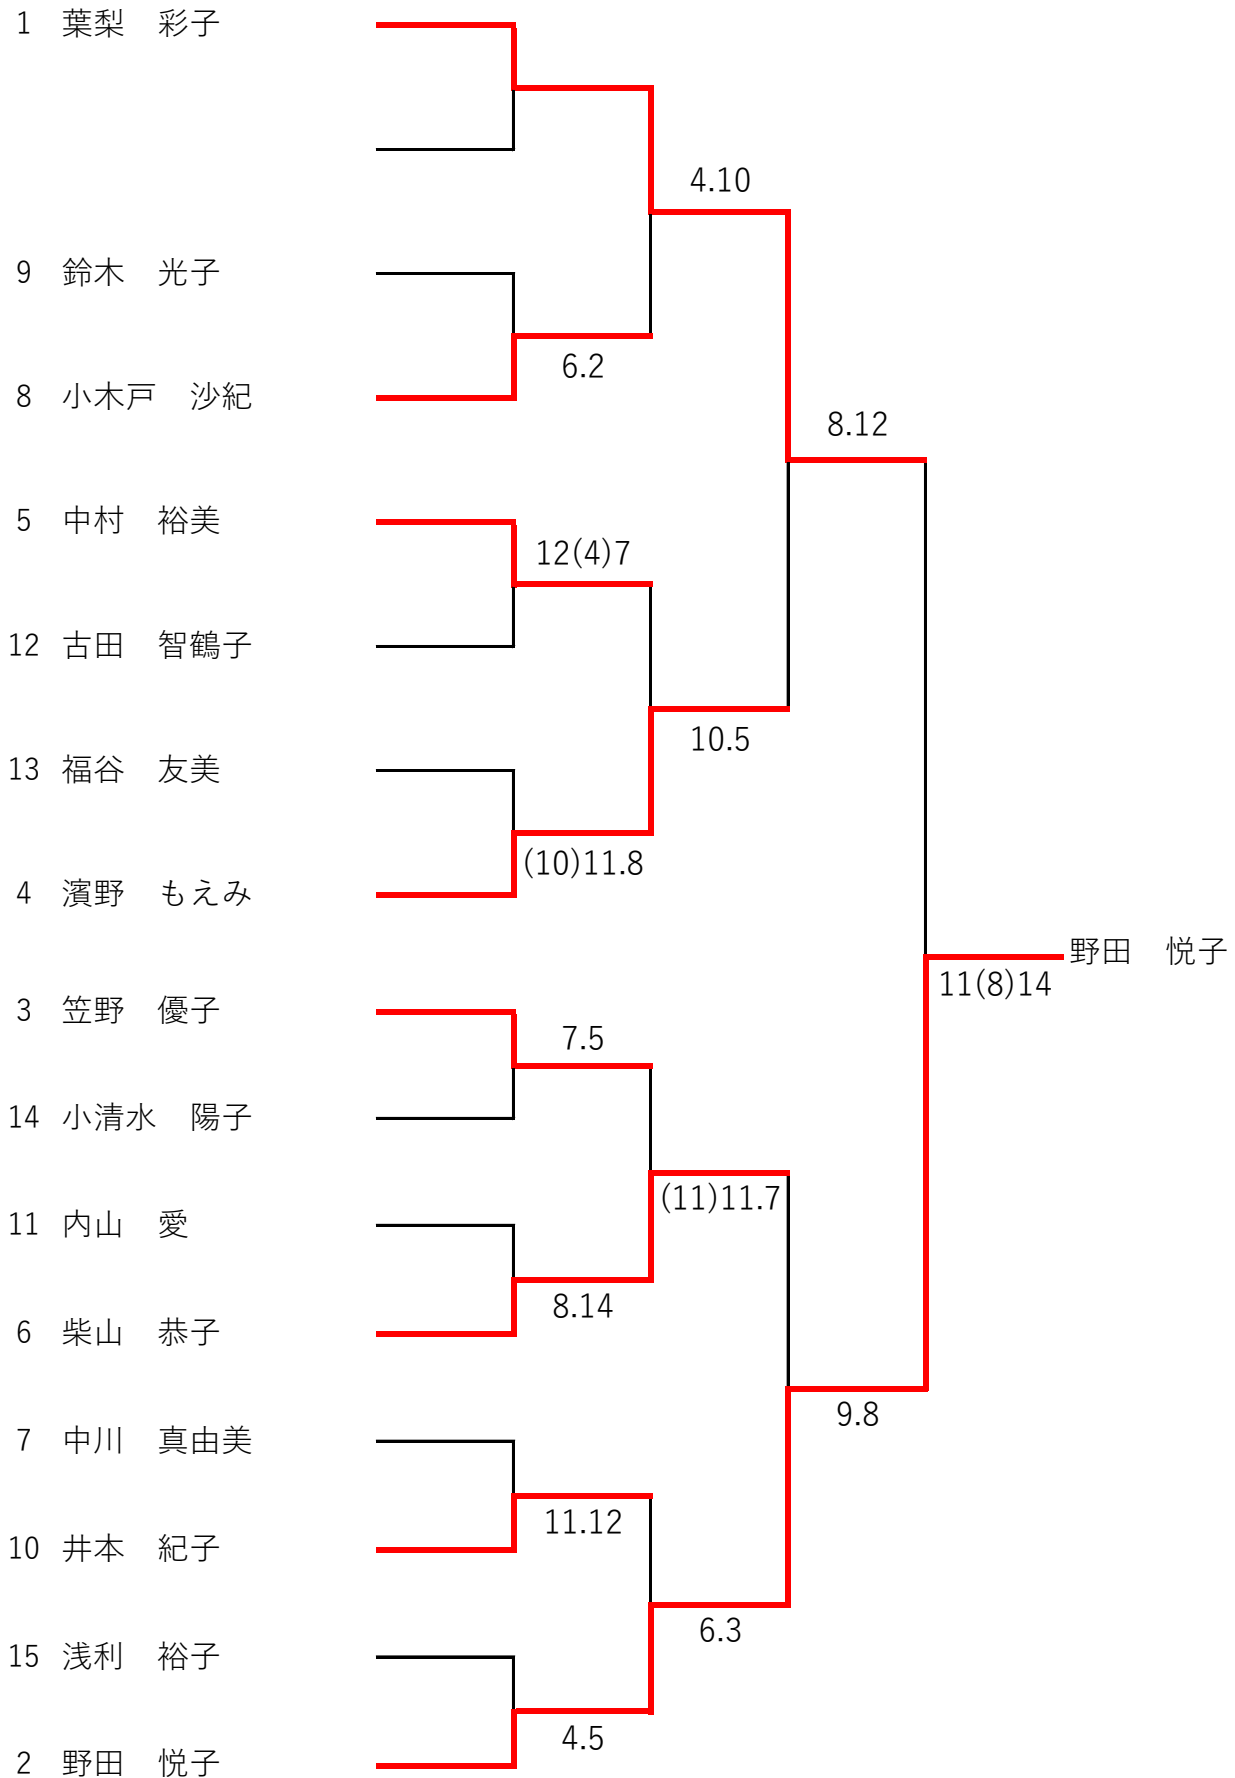 1 葉梨　彩子
4.10
9 鈴木　光子
6.2
8 小木戸　沙紀
8.12
5 中村　裕美
12(4)7
12 古田　智鶴子
10.5
13 福谷　友美
(10)11.8
4 濱野　もえみ
野田　悦子
11(8)14
3 笠野　優子
7.5
14 小清水　陽子
(11)11.7
11 内山　愛
8.14
6 柴山　恭子
9.8
7 中川　真由美
11.12
10 井本　紀子
6.3
15 浅利　裕子
4.5
2 野田　悦子